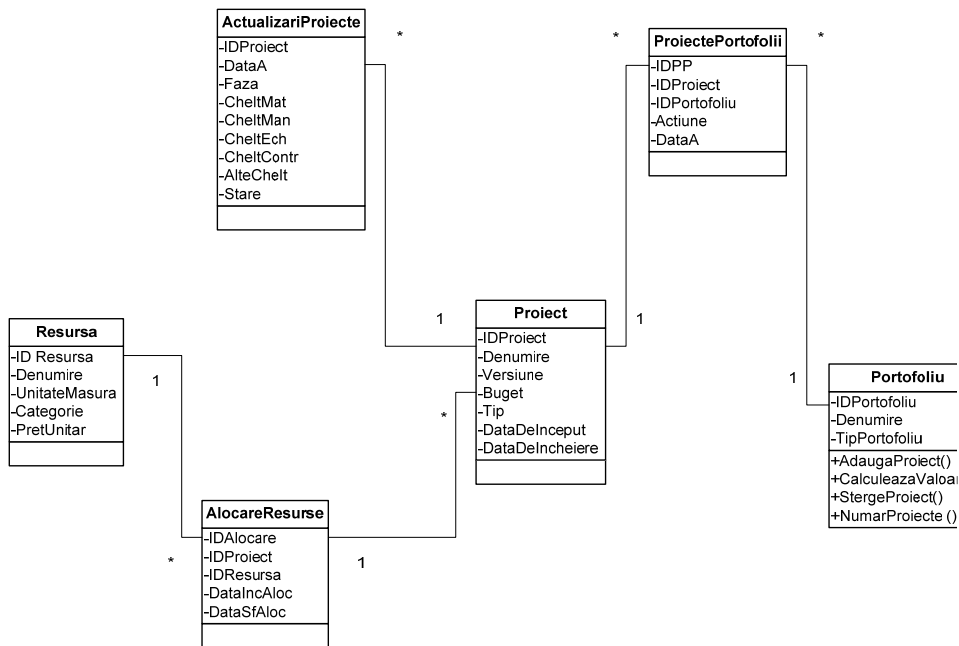 ActualizariProiecte
-IDProiect
-DataA
-Faza
-CheltMat
-CheltMan
-CheltEch
-CheltContr
-AlteChelt
-Stare
*
*
ProiectePortofolii
-IDPP
-IDProiect
-IDPortofoliu
-Actiune
-DataA
*
Resursa
-ID Resursa
-Denumire
-UnitateMasura
-Categorie
-PretUnitar
1
1
Proiect
-IDProiect
-Denumire
-Versiune
-Buget
-Tip
-DataDeInceput
-DataDeIncheiere
1
*
1
Portofoliu
-IDPortofoliu
-Denumire
-TipPortofoliu
+AdaugaProiect()
+CalculeazaValoar
+StergeProiect()
+NumarProiecte ()
AlocareResurse
-IDAlocare
-IDProiect
-IDResursa
-DataIncAloc
-DataSfAloc
*
1